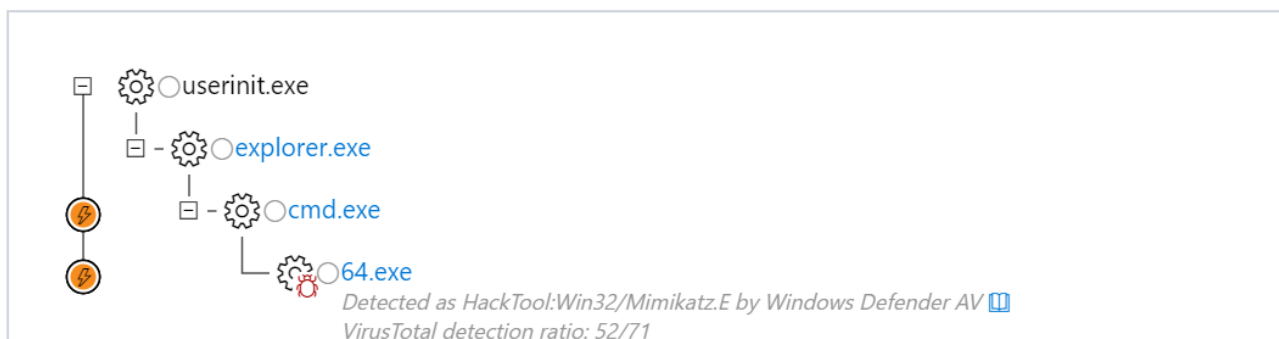 userinit.exe
explorer.exe
cmd.exe
64.exe
Detected as HackTool:Win32/Mimikatz.E by Windows Defender AV
VirusTotal detection ratio: 52/71